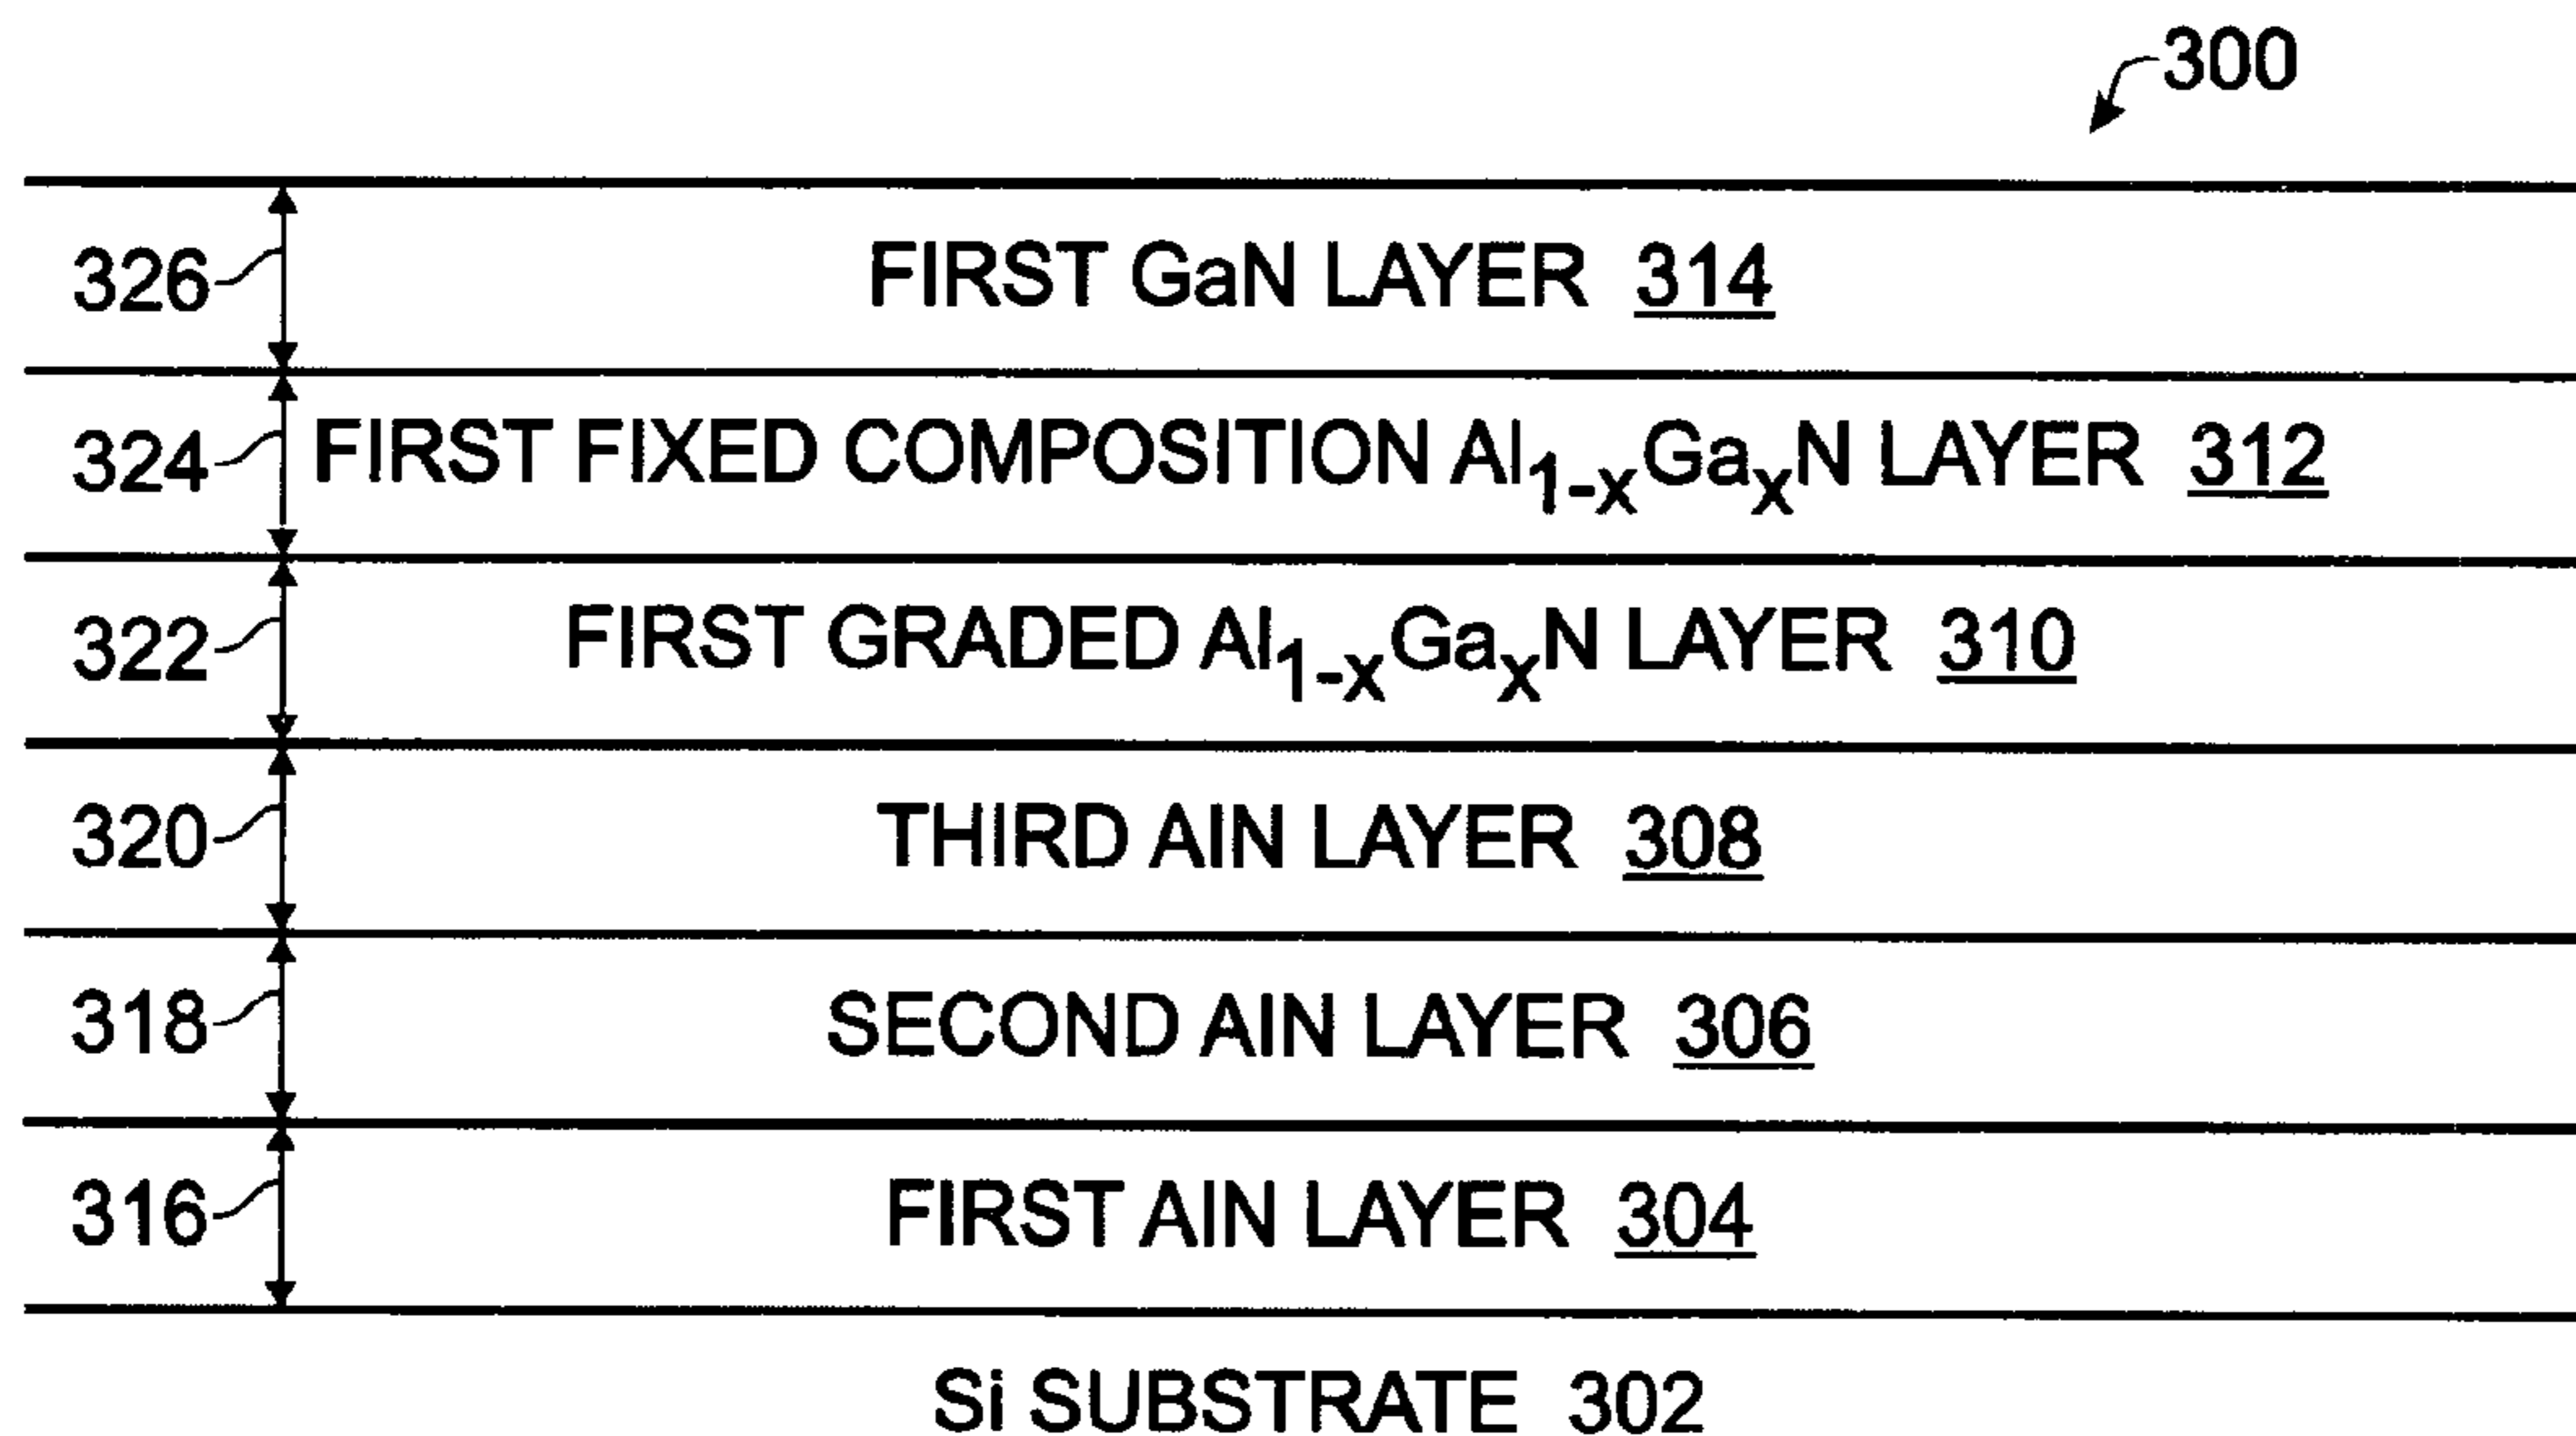 300
326 FIRST GaN LAYER 314
324 FIRST FIXED COMPOSITION Al1-xGaxN LAYER 312
322 FIRST GRADED Al1-xGaxN LAYER 310
320 THIRD AlN LAYER 308
318 SECOND AlN LAYER 306
316 FIRST AlN LAYER 304
Si SUBSTRATE 302